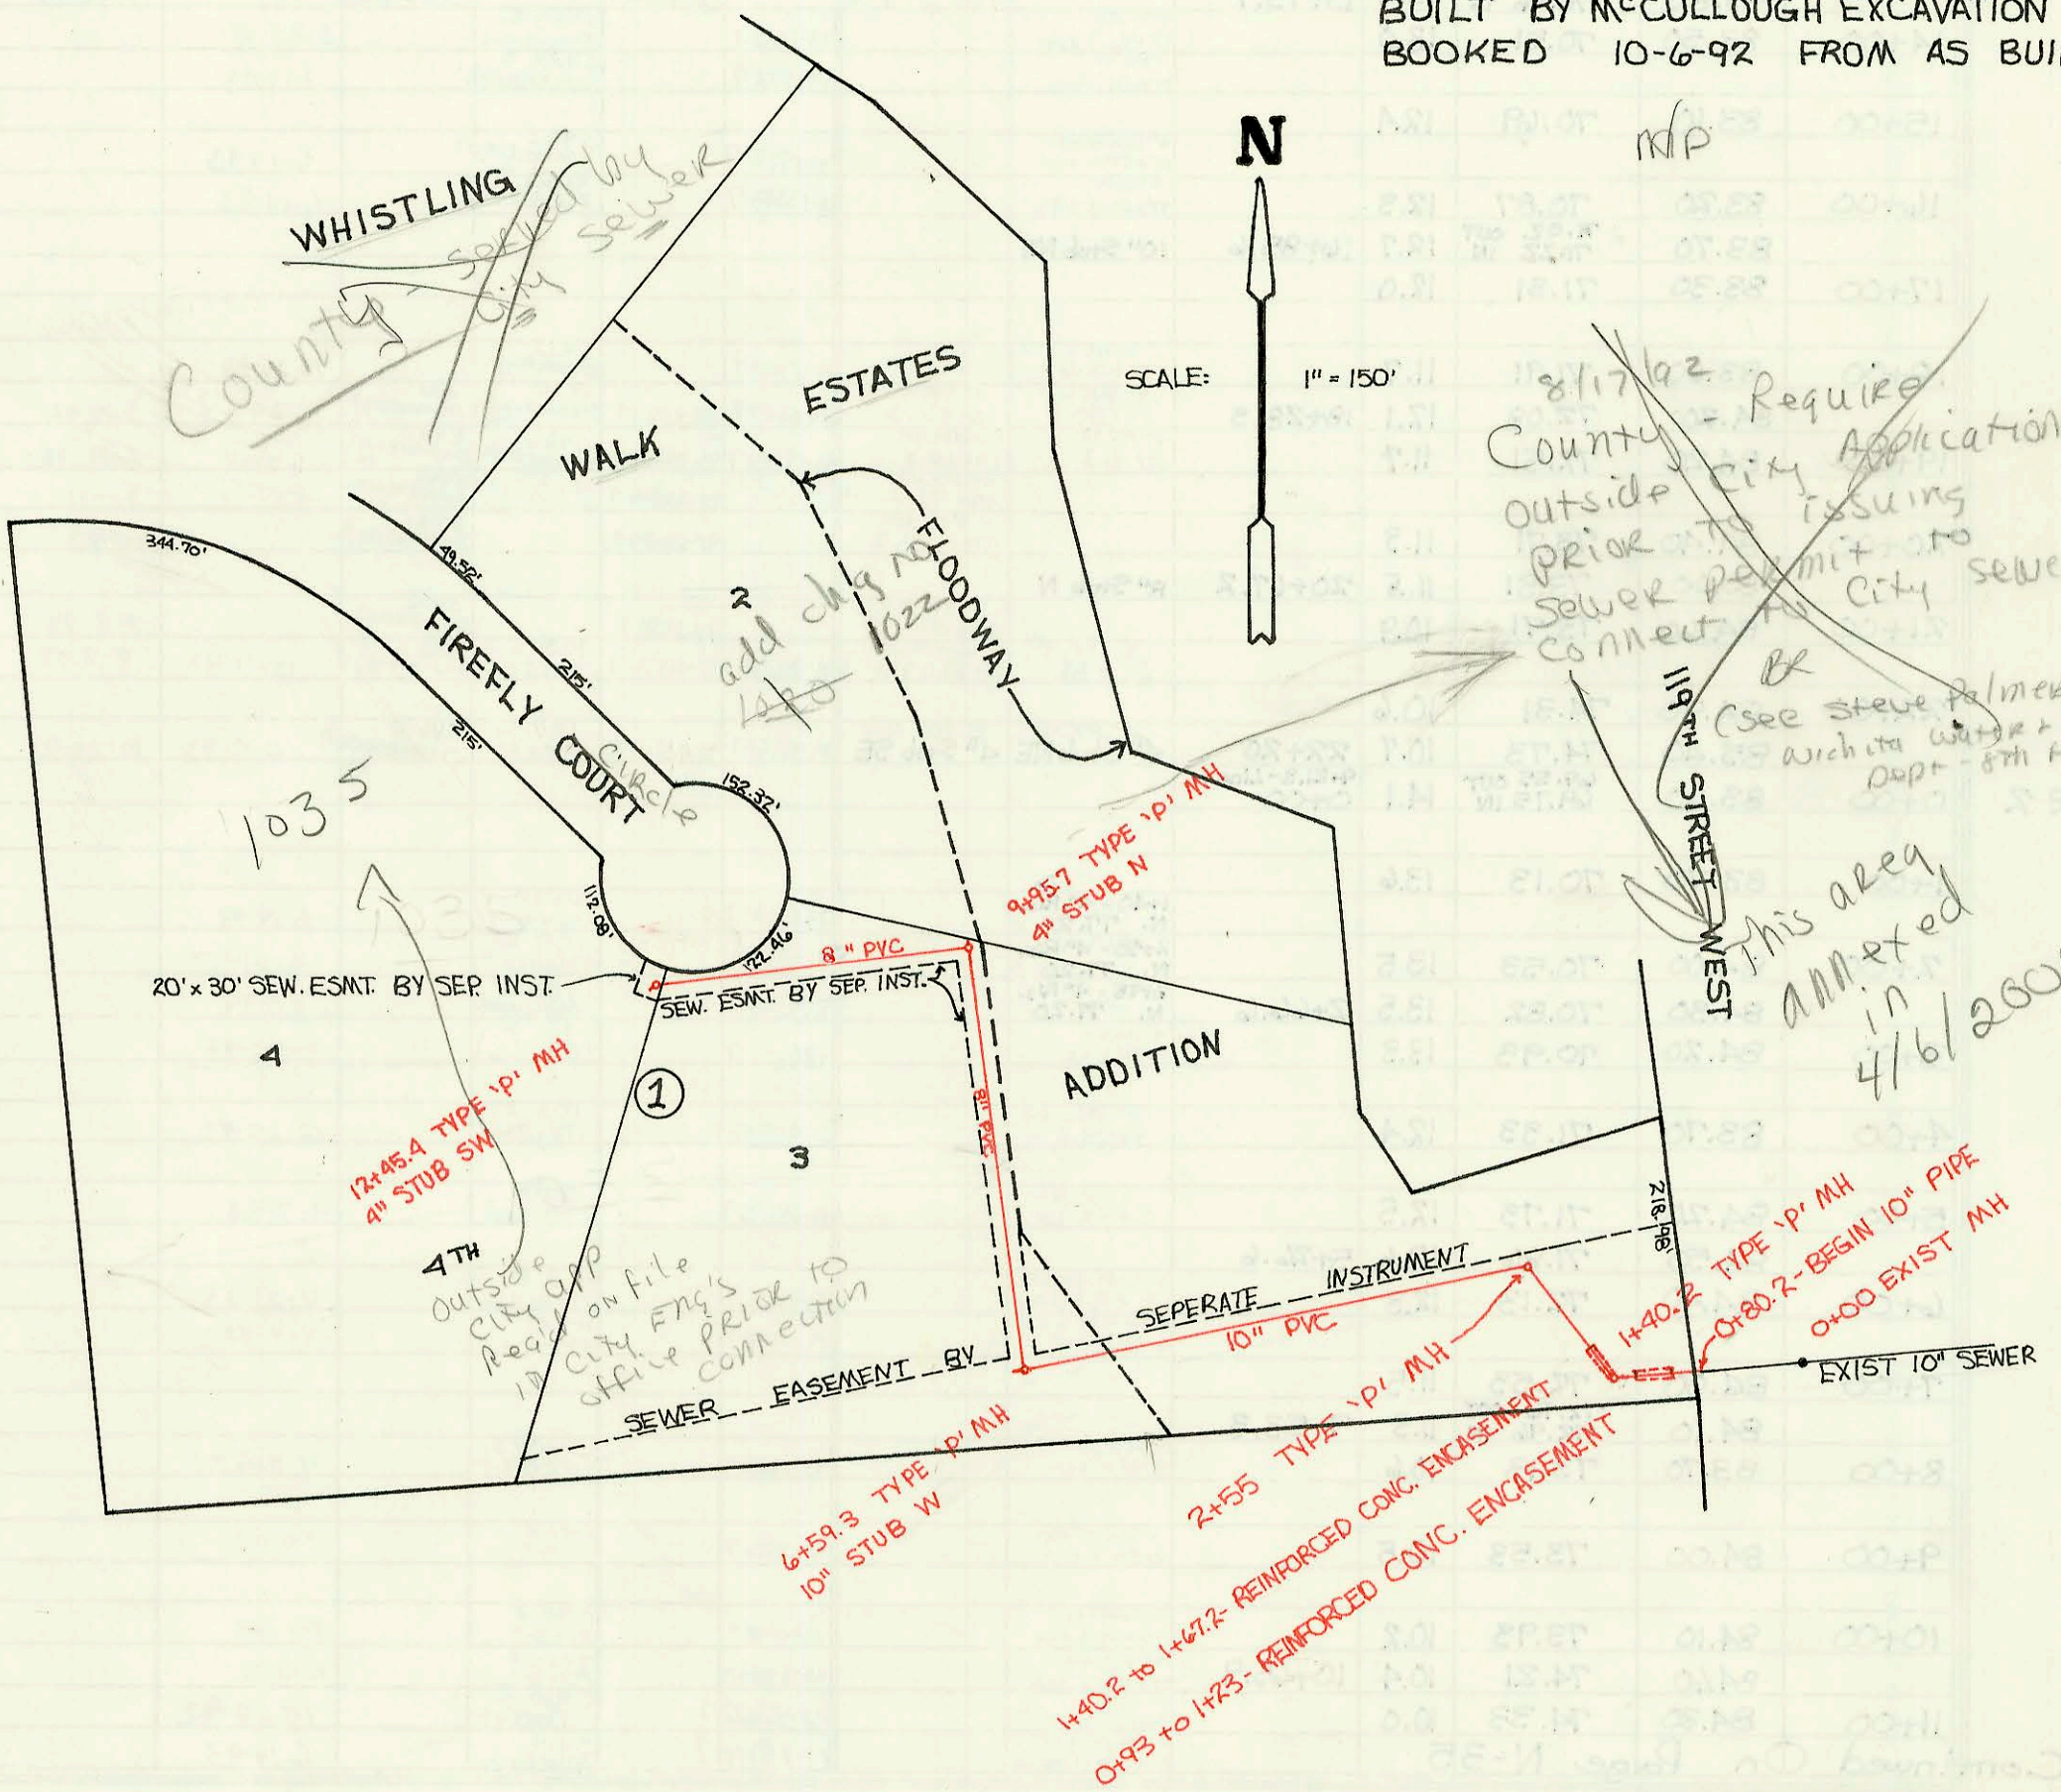 BUILT BY McCULLOUGH EXCAVATION
BOOKED 10-6-92 FROM AS
N
SCALE: 1" = 150'
WHISTLING
WALK
ESTATES
ADDITION
County - served by
City sewer
8/17/92
County - Require
outside City Application
prior to issuing
sewer permit to
connect to City
BR
(see Steve Palmer
Wichita Water +
Dept - 8th
119TH STREET WEST
This area
annexed
in
FLOODWAY
344.70'
49.52'
FIREFLY COURT
Circle
215'
215'
152.32'
112.08'
122.46'
2
add chg no
1022
1035
4
3
1
20' x 30' SEW. ESMT. BY SEP. INST.
SEW. ESMT. BY SEP. INST.
8" PVC
8" PVC
9+95.7 TYPE 'P' MH
4" STUB N
12+45.4 TYPE 'P' MH
4" STUB SW
4TH
outside
city app
Req'd on file
in City Eng's
office PRIOR TO
connection
SEWER EASEMENT BY SEPERATE INSTRUMENT
10" PVC
218.98'
6+59.3 TYPE 'P' MH
10" STUB W
2+55 TYPE 'P' MH
1+40.2 TYPE 'P' MH
0+80.2 - BEGIN 10" PIPE
0+00 EXIST MH
EXIST 10" SEWER
1+40.2 to 1+67.2 - REINFORCED CONC. ENCASEMENT
0+93 to 1+23 - REINFORCED CONC. ENCASEMENT